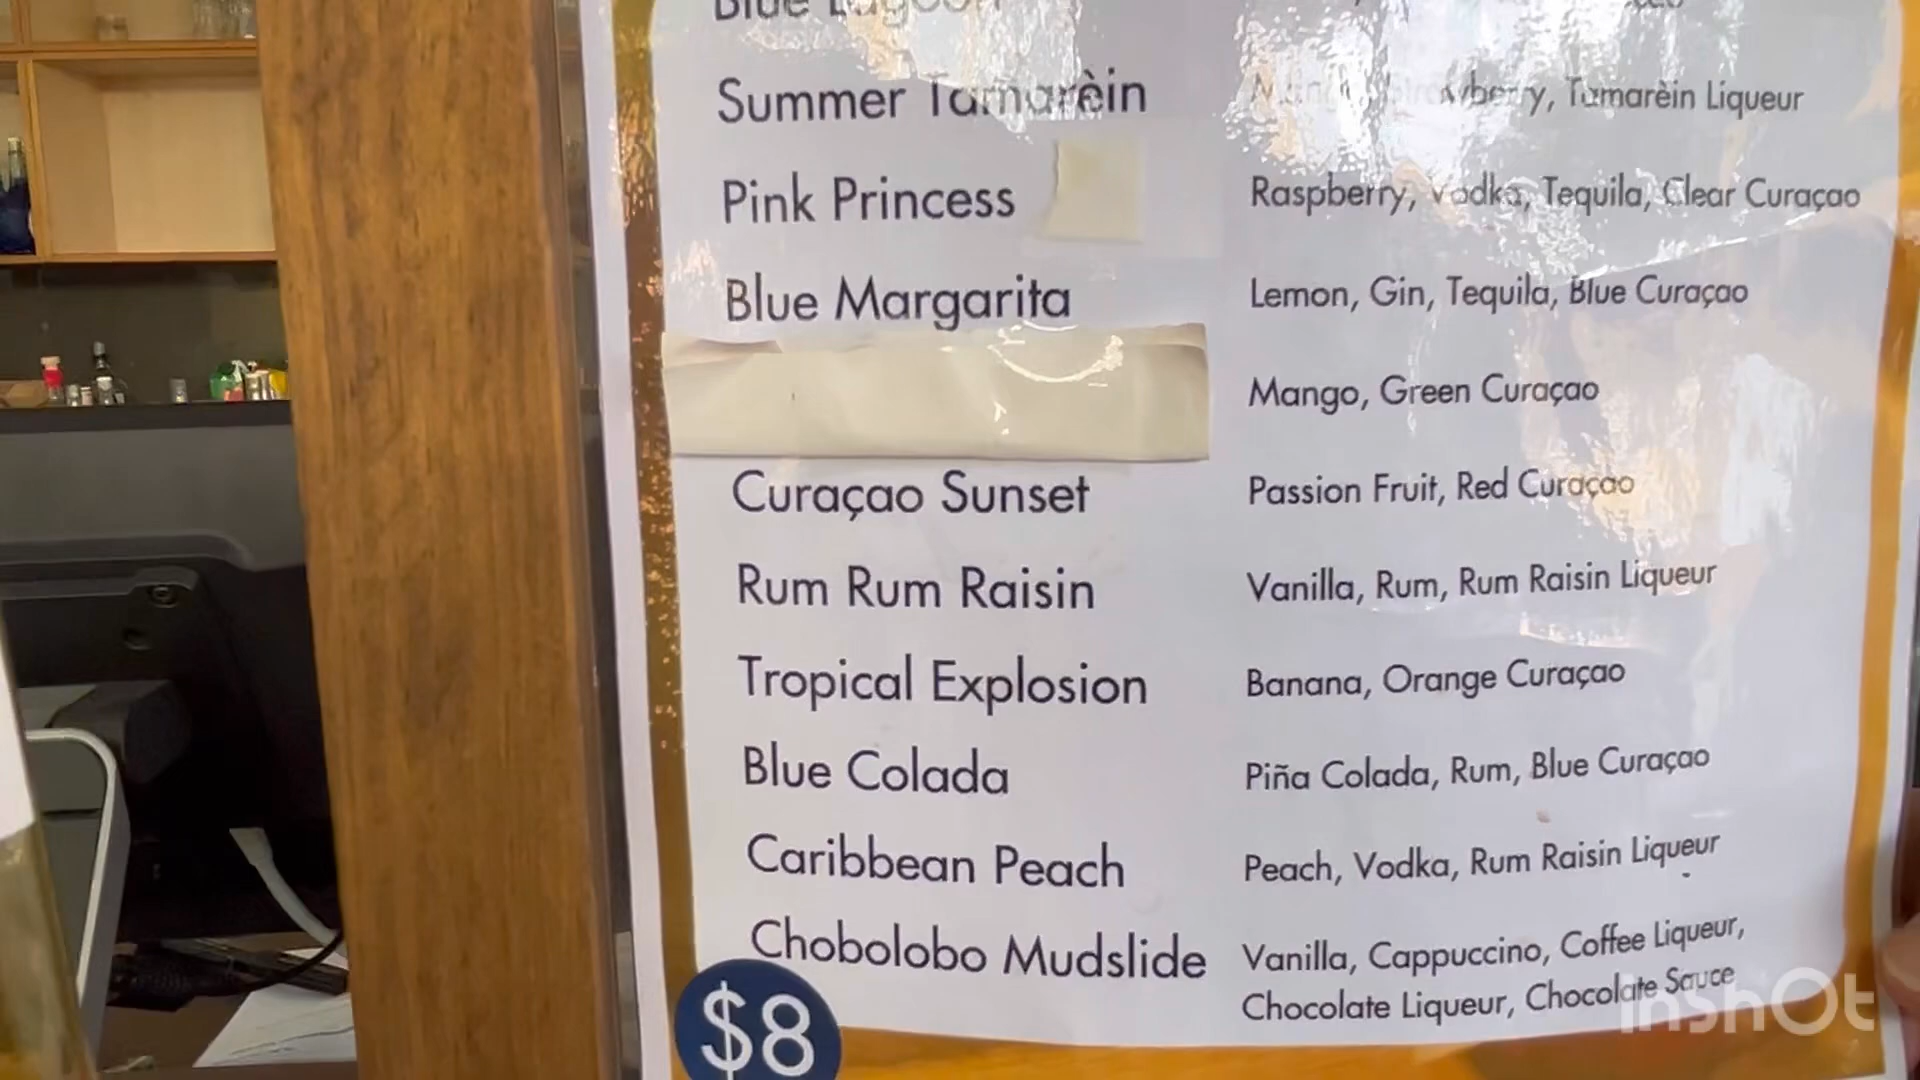 Blue Lagoon
Summer Tamarèin
Tamarèin Liqueur
Pink Princess
Raspberry, Vodka, Tequila, Clear Curaçao
Blue Margarita
Lemon, Gin, Tequila, Blue Curaçao
Mango, Green Curaçao
Curaçao Sunset
Passion Fruit, Red Curaçao
Rum Rum Raisin
Vanilla, Rum, Rum Raisin Liqueur
Tropical Explosion
Banana, Orange Curaçao
Blue Colada
Piña Colada, Rum, Blue Curaçao
Caribbean Peach
Peach, Vodka, Rum Raisin Liqueur
Chobolobo Mudslide
Vanilla, Cappuccino, Coffee Liqueur,
Chocolate Liqueur, Chocolate Sauce
$8
InshOt